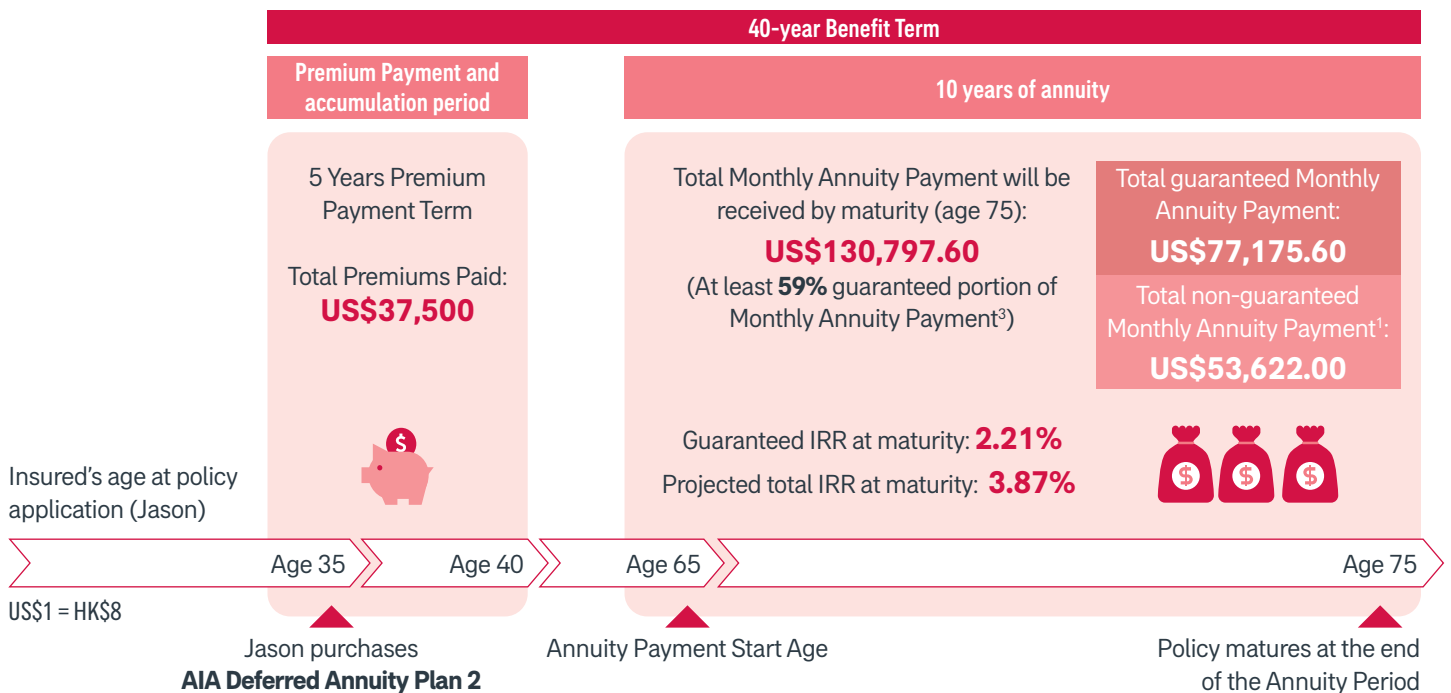 40-year Benefit Term
Premium Payment and
accumulation period
10 years of annuity
5 Years Premium
Payment Term
Total Premiums Paid:
US$37,500
Total Monthly Annuity Payment will be
received by maturity (age 75):
US$130,797.60
(At least 59% guaranteed portion of
Monthly Annuity Payment³)
Total guaranteed Monthly
Annuity Payment:
US$77,175.60
Total non-guaranteed
Monthly Annuity Payment¹:
US$53,622.00
$
Guaranteed IRR at maturity: 2.21%
Projected total IRR at maturity: 3.87%
$ $ $
Insured's age at policy
application (Jason)
Age 35
Age 40
Age 65
Age 75
US$1 = HK$8
Jason purchases
AIA Deferred Annuity Plan 2
Annuity Payment Start Age
Policy matures at the end
of the Annuity Period